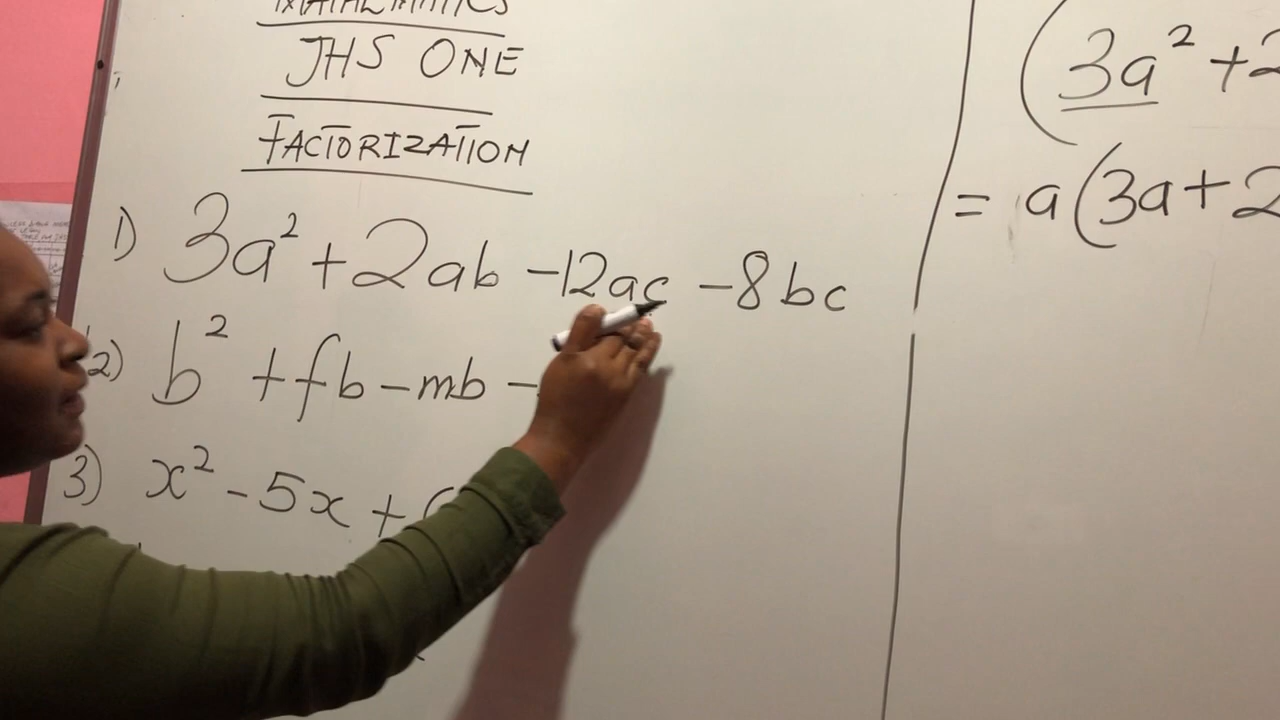 MATHEMATICS
JHS ONE
FACTORIZATION
1) 3a² + 2ab -12ac -8bc
2) b² + fb - mb -
3) x² - 5x +
(3a² + 2
= a(3a + 2